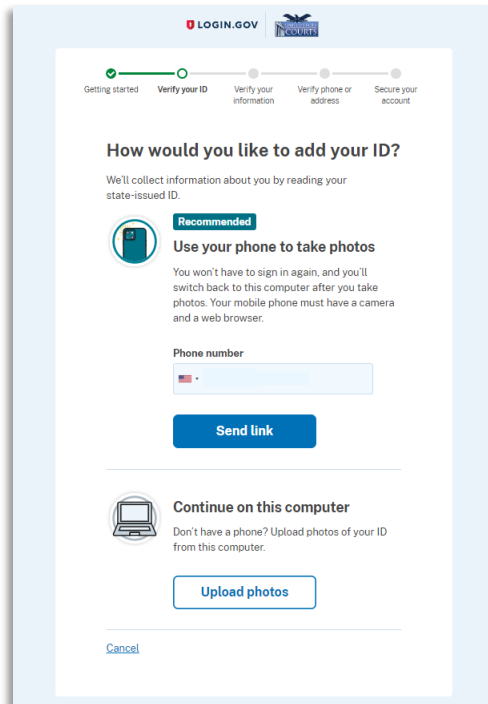 LOGIN.GOV
COURTS
Getting started
Verify your ID
Verify your
information
Verify phone or
address
Secure your
account
How would you like to add your ID?
We'll collect information about you by reading your
state-issued ID.
Recommended
Use your phone to take photos
You won't have to sign in again, and you'll
switch back to this computer after you take
photos. Your mobile phone must have a camera
and a web browser.
Phone number
Send link
Continue on this computer
Don't have a phone? Upload photos of your ID
from this computer.
Upload photos
Cancel